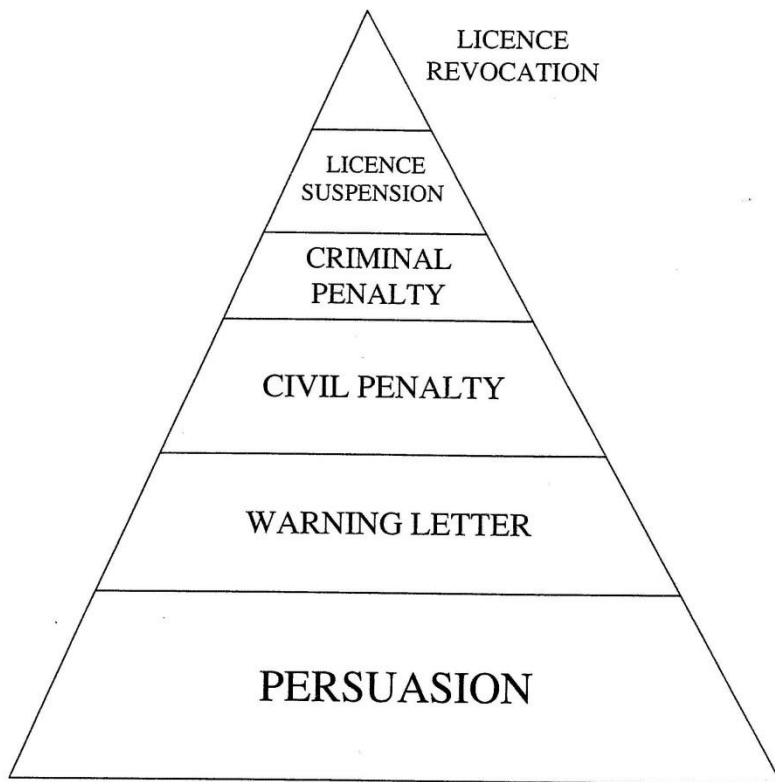 LICENCE
REVOCATION
LICENCE
SUSPENSION
CRIMINAL
PENALTY
CIVIL PENALTY
WARNING LETTER
PERSUASION